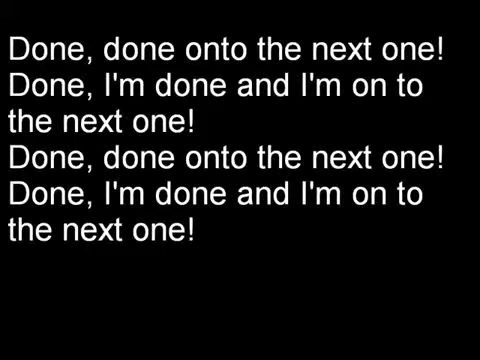 Done, done onto the next one!
Done, I'm done and I'm on to
the next one!
Done, done onto the next one!
Done, I'm done and I'm on to
the next one!